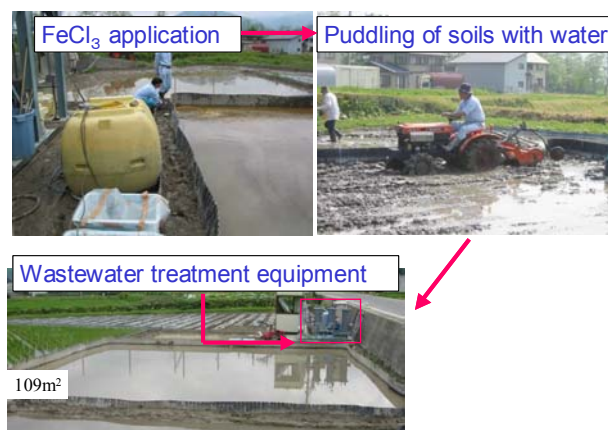 FeCl₃ application
Puddling of soils with water
Wastewater treatment equipment
109m²